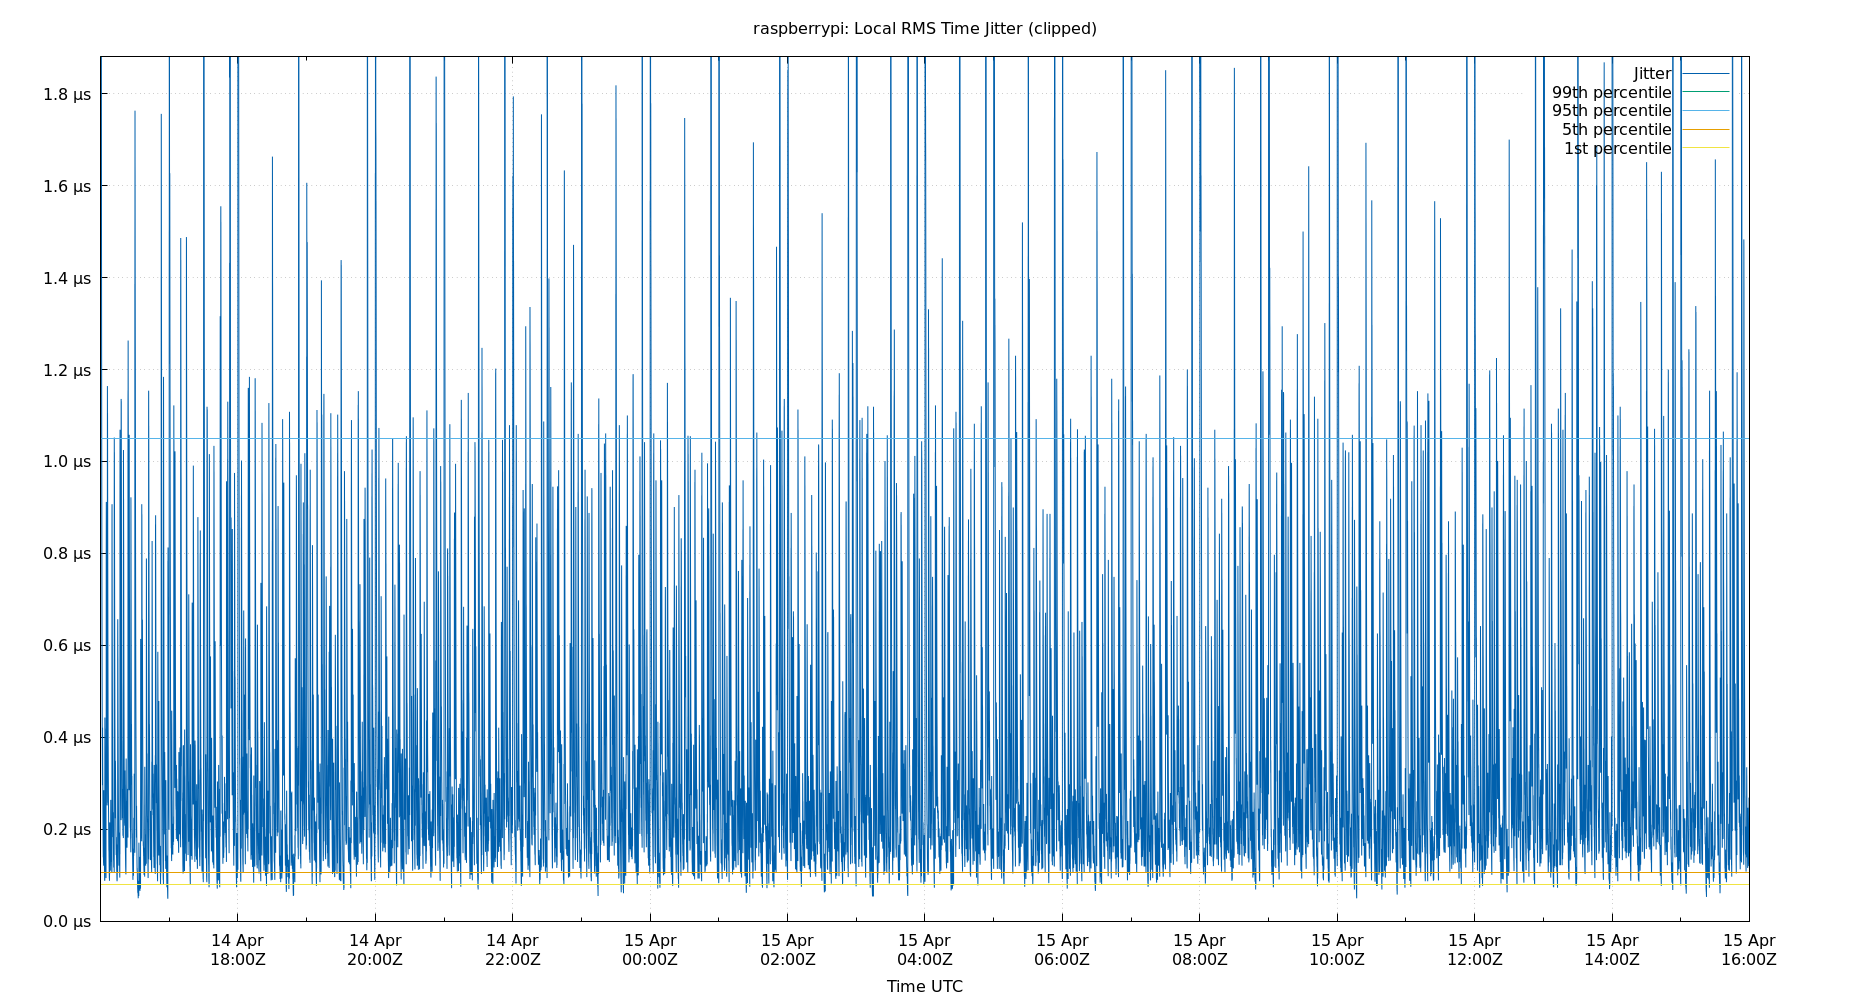 raspberrypi: Local RMS Time Jitter (clipped)
Jitter
99th percentile
95th percentile
5th percentile
1st percentile
1.8 µs
1.6 µs
1.4 µs
1.2 µs
1.0 µs
0.8 µs
0.6 µs
0.4 µs
0.2 µs
0.0 µs
14 Apr 14 Apr 14 Apr 15 Apr 15 Apr 15 Apr 15 Apr 15 Apr 15 Apr 15 Apr 15 Apr 15 Apr
18:00Z 20:00Z 22:00Z 00:00Z 02:00Z 04:00Z 06:00Z 08:00Z 10:00Z 12:00Z 14:00Z 16:00Z
Time UTC